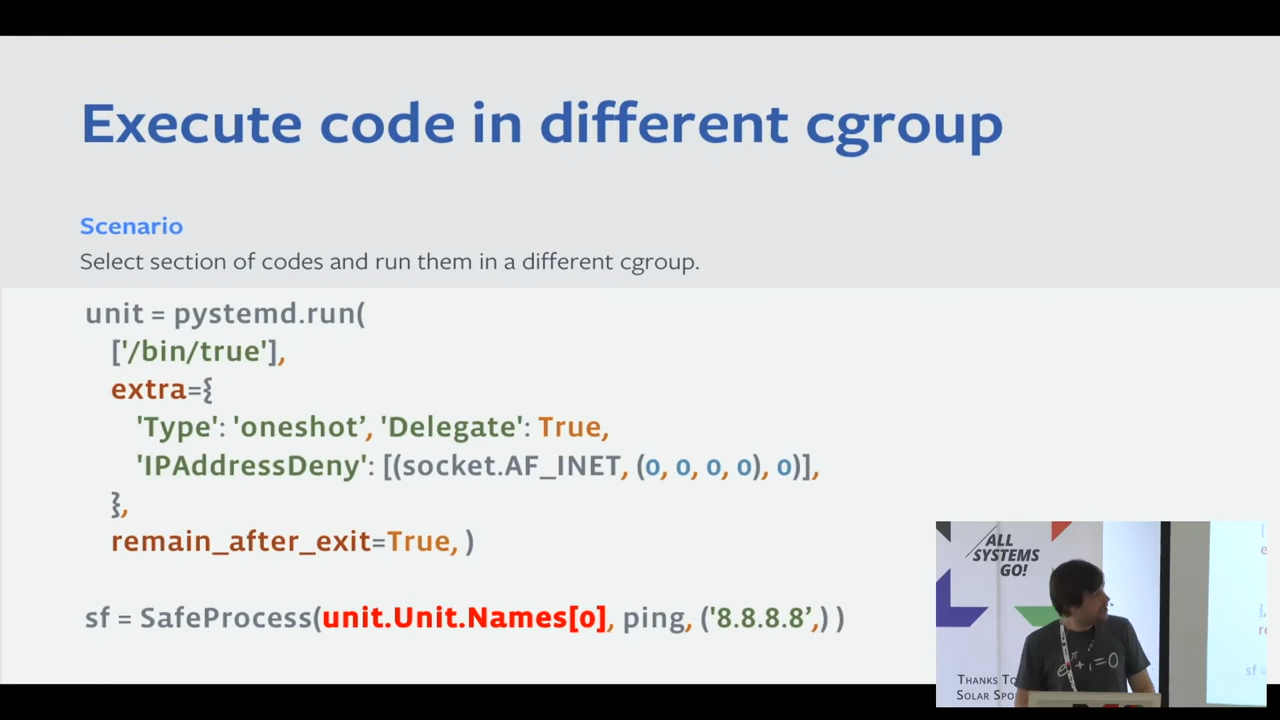 Execute code in different cgroup
Scenario
Select section of codes and run them in a different cgroup.
unit = pystemd.run(
['/bin/true'],
extra={
'Type': 'oneshot’, 'Delegate': True,
'IPAddressDeny': [(socket.AF_INET, (0, 0, 0, 0), 0)],
},
remain_after_exit=True, )
sf = SafeProcess(unit.Unit.Names[0], ping, ('8.8.8.8’,) )
ALL
SYSTEMS
GO!
THANKS TO
SOLAR
sf =